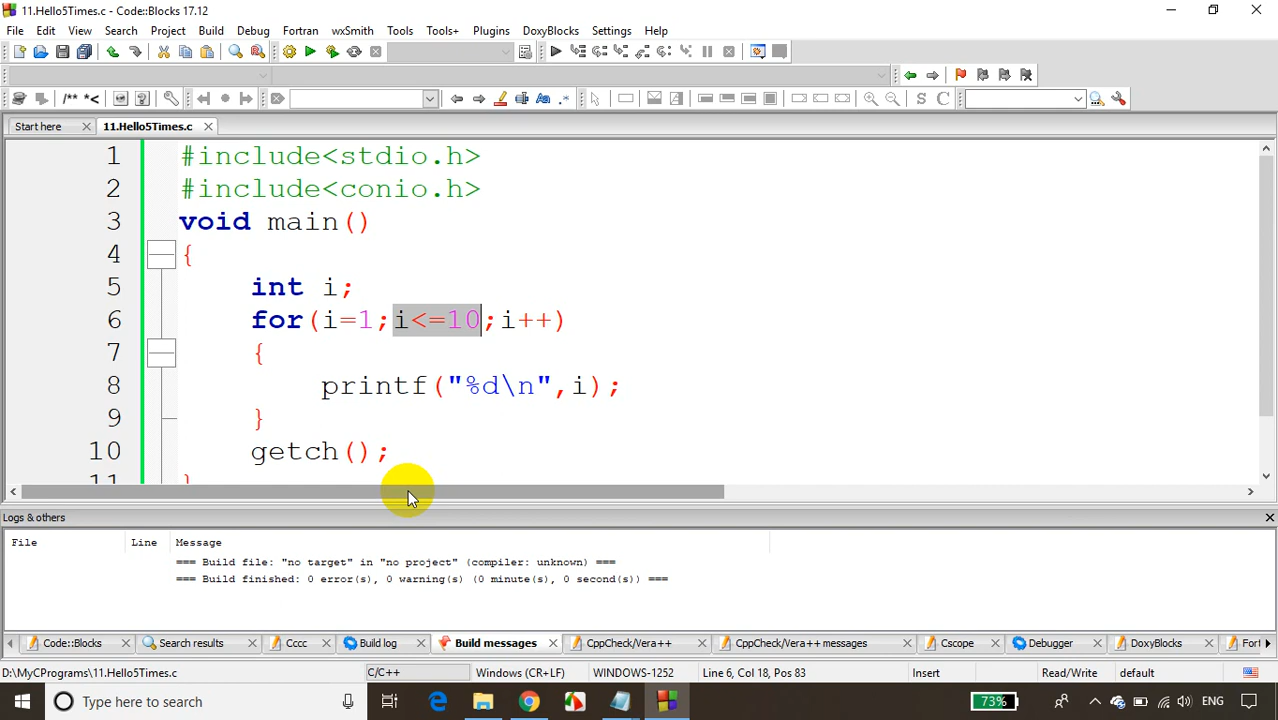 11.Hello5Times.c - Code::Blocks 17.12
File Edit View Search Project Build Debug Fortran wxSmith Tools Tools+ Plugins DoxyBlocks Settings Help
/** *< S C
Start here 11.Hello5Times.c
1 #include<stdio.h>
2 #include<conio.h>
3 void main()
4 {
5 int i;
6 for(i=1;i<=10;i++)
7 {
8 printf("%d\n",i);
9 }
10 getch();
11 }
Logs & others
File Line Message
=== Build file: "no target" in "no project" (compiler: unknown) ===
=== Build finished: 0 error(s), 0 warning(s) (0 minute(s), 0 second(s)) ===
Code::Blocks Search results Cccc Build log Build messages CppCheck/Vera++ CppCheck/Vera++ messages Cscope Debugger DoxyBlocks Fort
D:\MyCPrograms\11.Hello5Times.c C/C++ Windows (CR+LF) WINDOWS-1252 Line 6, Col 18, Pos 83 Insert Read/Write default
Type here to search 73% ENG